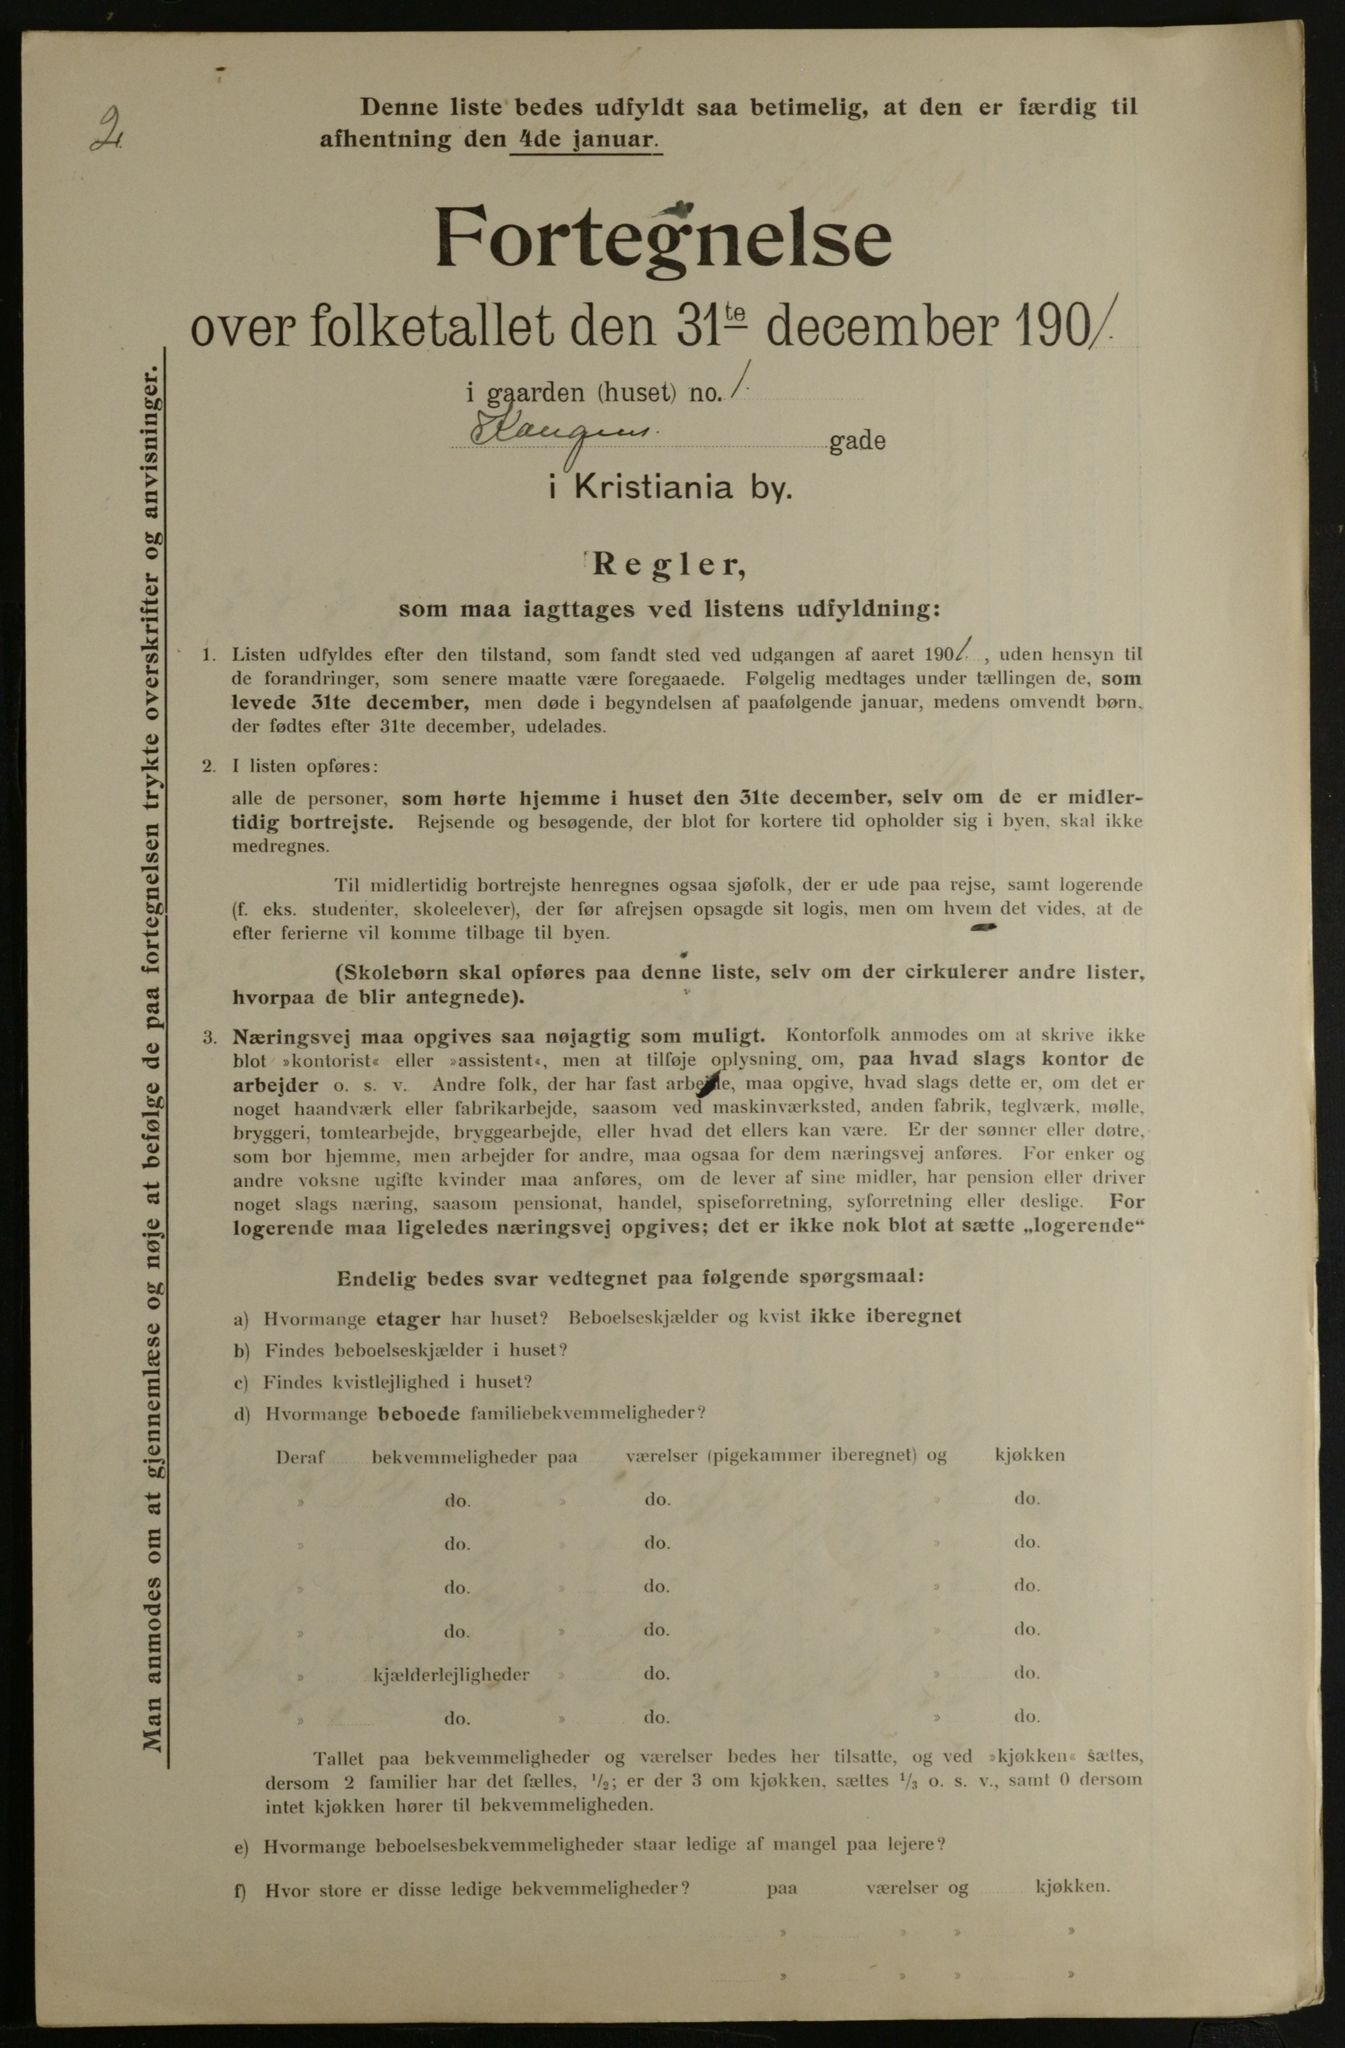 2.
Denne liste bedes udfyldt saa betimelig, at den er færdig til
afhentning den 4de januar.
Fortegnelse
over folketallet den 31te december 1901.
i gaarden (huset) no. 1.
Kongens. gade
i Kristiania by.
Regler,
som maa iagttages ved listens udfyldning:
1. Listen udfyldes efter den tilstand, som fandt sted ved udgangen af aaret 1901. , uden hensyn til
de forandringer, som senere maatte være foregaaede. Følgelig medtages under tællingen de, som
levede 31te december, men døde i begyndelsen af paafølgende januar, medens omvendt børn,
der fødtes efter 31te december, udelades.
2. I listen opføres:
alle de personer, som hørte hjemme i huset den 31te december, selv om de er midler-
tidig bortrejste. Rejsende og besøgende, der blot for kortere tid opholder sig i byen, skal ikke
medregnes.
Til midlertidig bortrejste henregnes ogsaa sjøfolk, der er ude paa rejse, samt logerende
(f. eks. studenter, skoleelever), der før afrejsen opsagde sit logis, men om hvem det vides, at de
efter ferierne vil komme tilbage til byen.
(Skolebørn skal opføres paa denne liste, selv om der cirkulerer andre lister,
hvorpaa de blir antegnede).
3. Næringsvej maa opgives saa nøjagtig som muligt. Kontorfolk anmodes om at skrive ikke
blot »kontorist« eller »assistent«, men at tilføje oplysning om, paa hvad slags kontor de
arbejder o. s. v. Andre folk, der har fast arbejde, maa opgive, hvad slags dette er, om det er
noget haandværk eller fabrikarbejde, saasom ved maskinværksted, anden fabrik, teglværk, mølle,
bryggeri, tomtearbejde, bryggearbejde, eller hvad det ellers kan være. Er der sønner eller døtre,
som bor hjemme, men arbejder for andre, maa ogsaa for dem næringsvej anføres. For enker og
andre voksne ugifte kvinder maa anføres, om de lever af sine midler, har pension eller driver
noget slags næring, saasom pensionat, handel, spiseforretning, syforretning eller deslige. For
logerende maa ligeledes næringsvej opgives; det er ikke nok blot at sætte „logerende“
Endelig bedes svar vedtegnet paa følgende spørgsmaal:
a) Hvormange etager har huset? Beboelseskjælder og kvist ikke iberegnet
b) Findes beboelseskjælder i huset?
c) Findes kvistlejlighed i huset?
d) Hvormange beboede familiebekvemmeligheder?
Deraf bekvemmeligheder paa værelser (pigekammer iberegnet) og kjøkken
» do. » do. » do.
» do. » do. » do.
» do. » do. » do.
» do. » do. » do.
» kjælderlejligheder » do. » do.
» do. » do. » do.
Tallet paa bekvemmeligheder og værelser bedes her tilsatte, og ved »kjøkken« sættes,
dersom 2 familier har det fælles, 1/2; er der 3 om kjøkken, sættes 1/3 o. s. v., samt 0 dersom
intet kjøkken hører til bekvemmeligheden.
e) Hvormange beboelsesbekvemmeligheder staar ledige af mangel paa lejere?
f) Hvor store er disse ledige bekvemmeligheder? paa værelser og kjøkken.
» » » »
» » » »
Man anmodes om at gjennemlæse og nøje at befølge de paa fortegnelsen trykte overskrifter og anvisninger.